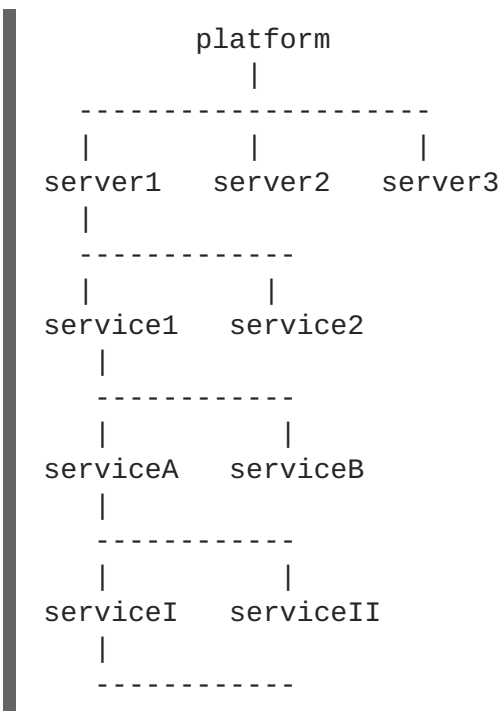 platform
|
---------------------
| | |
server1 server2 server3
|
-------------
| |
service1 service2
|
------------
| |
serviceA serviceB
|
------------
| |
serviceI serviceII
|
------------